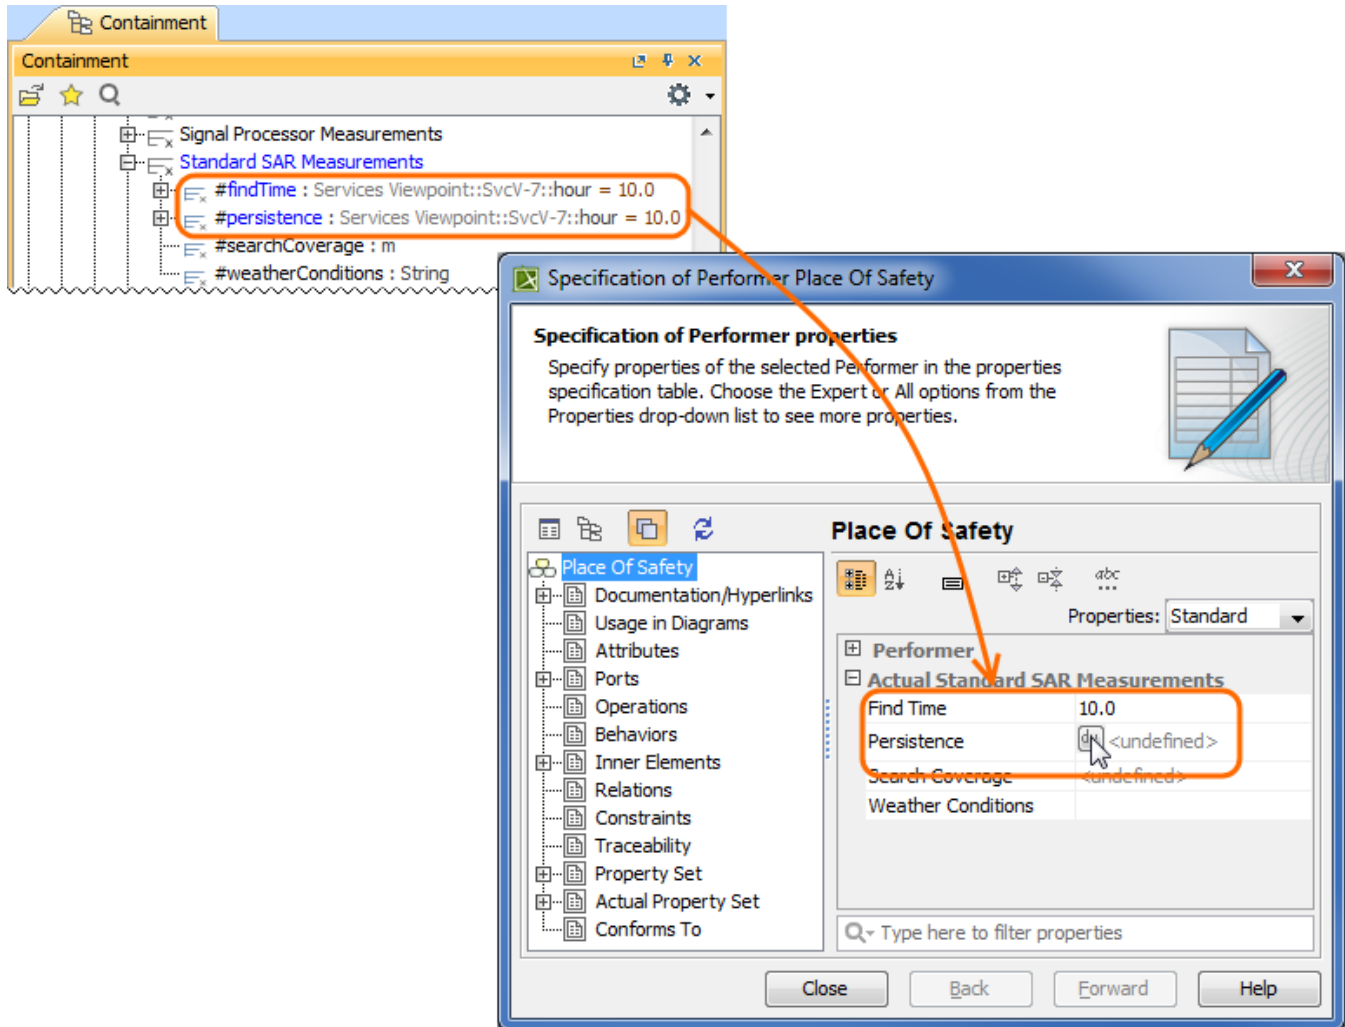 Containment
Containment
Signal Processor Measurements
Standard SAR Measurements
#findTime : Services Viewpoint::SvcV-7::hour = 10.0
#persistence : Services Viewpoint::SvcV-7::hour = 10.0
#searchCoverage : m
#weatherConditions : String
Specification of Performer Place Of Safety
Specification of Performer properties
Specify properties of the selected Performer in the properties
specification table. Choose the Expert or All options from the
Properties drop-down list to see more properties.
Place Of Safety
Documentation/Hyperlinks
Usage in Diagrams
Attributes
Ports
Operations
Behaviors
Inner Elements
Relations
Constraints
Traceability
Property Set
Actual Property Set
Conforms To
Place Of Safety
A Z
abc
Properties: Standard
Performer
Actual Standard SAR Measurements
Find Time 10.0
Persistence <undefined>
Search Coverage <undefined>
Weather Conditions
Type here to filter properties
Close Back Forward Help